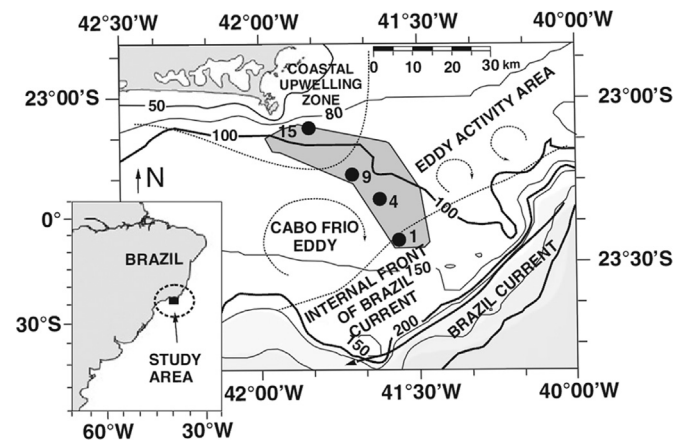 42°30'W 42°00'W 41°30'W 40°00'W
COASTAL
UPWELLING
ZONE
0 10 20 30 km
23°00'S
23°00'S
50
80
100
15
EDDY ACTIVITY AREA
9
4
100
1
N
CABO FRIO
EDDY
23°30'S
INTERNAL FRONT
OF BRAZIL
CURRENT
150
200
150
BRAZIL CURRENT
0°
BRAZIL
30°S
STUDY
AREA
60°W 30°W
42°00'W 41°30'W 40°00'W